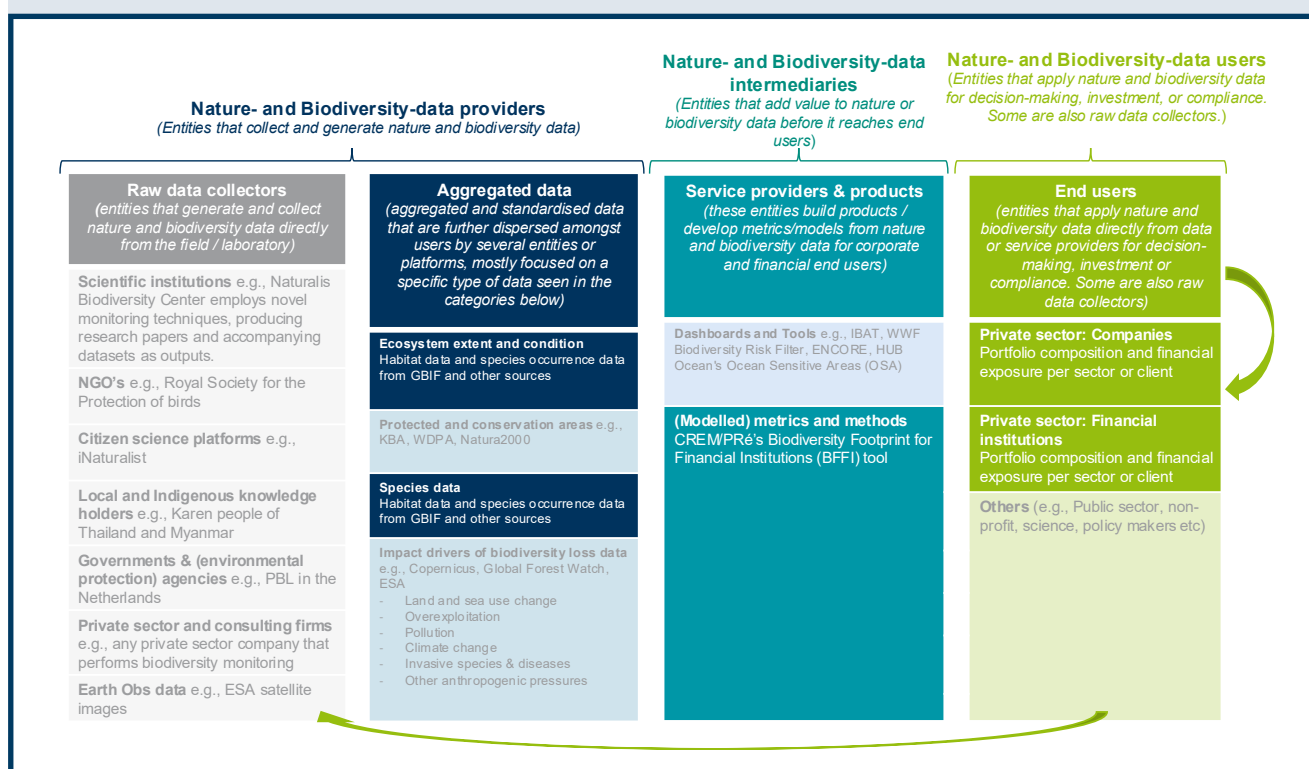 Nature- and Biodiversity-data providers
(Entities that collect and generate nature and biodiversity data)
Nature- and Biodiversity-data
intermediaries
(Entities that add value to nature or
biodiversity data before it reaches end
users)
Nature- and Biodiversity-data users
(Entities that apply nature and biodiversity data
for decision-making, investment, or compliance.
Some are also raw data collectors.)
Raw data collectors
(entities that generate and collect
nature and biodiversity data directly
from the field / laboratory)
Scientific institutions e.g., Naturalis
Biodiversity Center employs novel
monitoring techniques, producing
research papers and accompanying
datasets as outputs.
NGO's e.g., Royal Society for the
Protection of birds
Citizen science platforms e.g.,
iNaturalist
Local and Indigenous knowledge
holders e.g., Karen people of
Thailand and Myanmar
Governments & (environmental
protection) agencies e.g., PBL in the
Netherlands
Private sector and consulting firms
e.g., any private sector company that
performs biodiversity monitoring
Earth Obs data e.g., ESA satellite
images
Aggregated data
(aggregated and standardised data
that are further dispersed amongst
users by several entities or
platforms, mostly focused on a
specific type of data seen in the
categories below)
Ecosystem extent and condition
Habitat data and species occurrence data
from GBIF and other sources
Protected and conservation areas e.g.,
KBA, WDPA, Natura2000
Species data
Habitat data and species occurrence data
from GBIF and other sources
Impact drivers of biodiversity loss data
e.g., Copernicus, Global Forest Watch,
ESA
- Land and sea use change
- Overexploitation
- Pollution
- Climate change
- Invasive species & diseases
- Other anthropogenic pressures
Service providers & products
(these entities build products /
develop metrics/models from nature
and biodiversity data for corporate
and financial end users)
Dashboards and Tools e.g., IBAT, WWF
Biodiversity Risk Filter, ENCORE, HUB
Ocean's Ocean Sensitive Areas (OSA)
(Modelled) metrics and methods
CREM/PRé's Biodiversity Footprint for
Financial Institutions (BFFI) tool
End users
(entities that apply nature and
biodiversity data directly from data
or service providers for decision-
making, investment or
compliance. Some are also raw
data collectors)
Private sector: Companies
Portfolio composition and financial
exposure per sector or client
Private sector: Financial
institutions
Portfolio composition and financial
exposure per sector or client
Others (e.g., Public sector, non-
profit, science, policy makers etc)